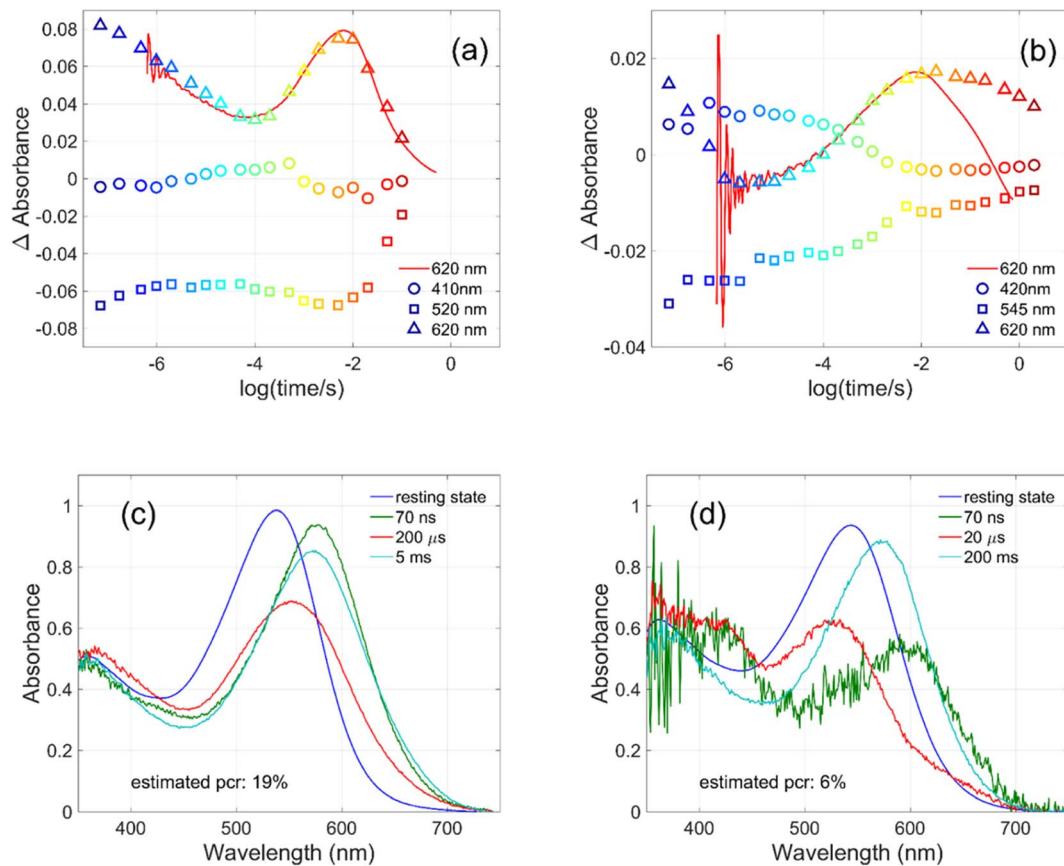 (a)
0.08
0.06
0.04
0.02
0
-0.02
-0.04
-0.06
-0.08
Δ Absorbance
-6
-4
-2
0
log(time/s)
620 nm
410nm
520 nm
620 nm
(b)
0.02
0
-0.02
-0.04
Δ Absorbance
-6
-4
-2
0
log(time/s)
620 nm
420nm
545 nm
620 nm
(c)
1
0.8
0.6
0.4
0.2
0
Absorbance
400
500
600
700
Wavelength (nm)
resting state
70 ns
200 μs
5 ms
estimated pcr: 19%
(d)
1
0.8
0.6
0.4
0.2
0
Absorbance
400
500
600
700
Wavelength (nm)
resting state
70 ns
20 μs
200 ms
estimated pcr: 6%